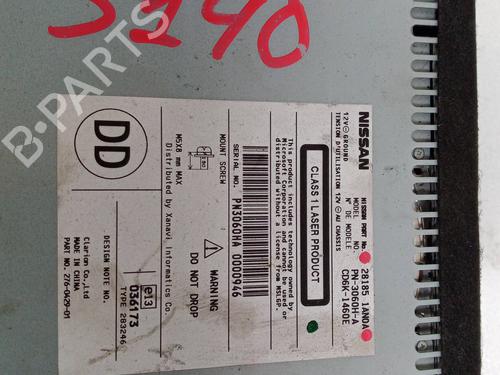 5140
B-PARTS
NISSAN
12V ⊖ GROUND
TENSION D'UTILISATION 12V ⊖ AU CHASSIS
NISSAN PART No. 28185 1AN0A
MODEL PN-3060H-A
N° DE MODELE CD6K-1460E
CLASS 1 LASER PRODUCT
This product includes technology owned by
Microsoft Corporation and cannot be used or
distributed without a license from MSLGP.
SERIAL NO. PN3060HA 0000946
MOUNT SCREW
M5X8 mm MAX
WARNING
DO NOT DROP
Distributed by Xanavi Informatics Corp.
DD
DESIGN NOTE NO.
e13
036173
TYPE 283246
Clarion Co.,Ltd
MADE IN CHINA
PART NO. 276-0429-01